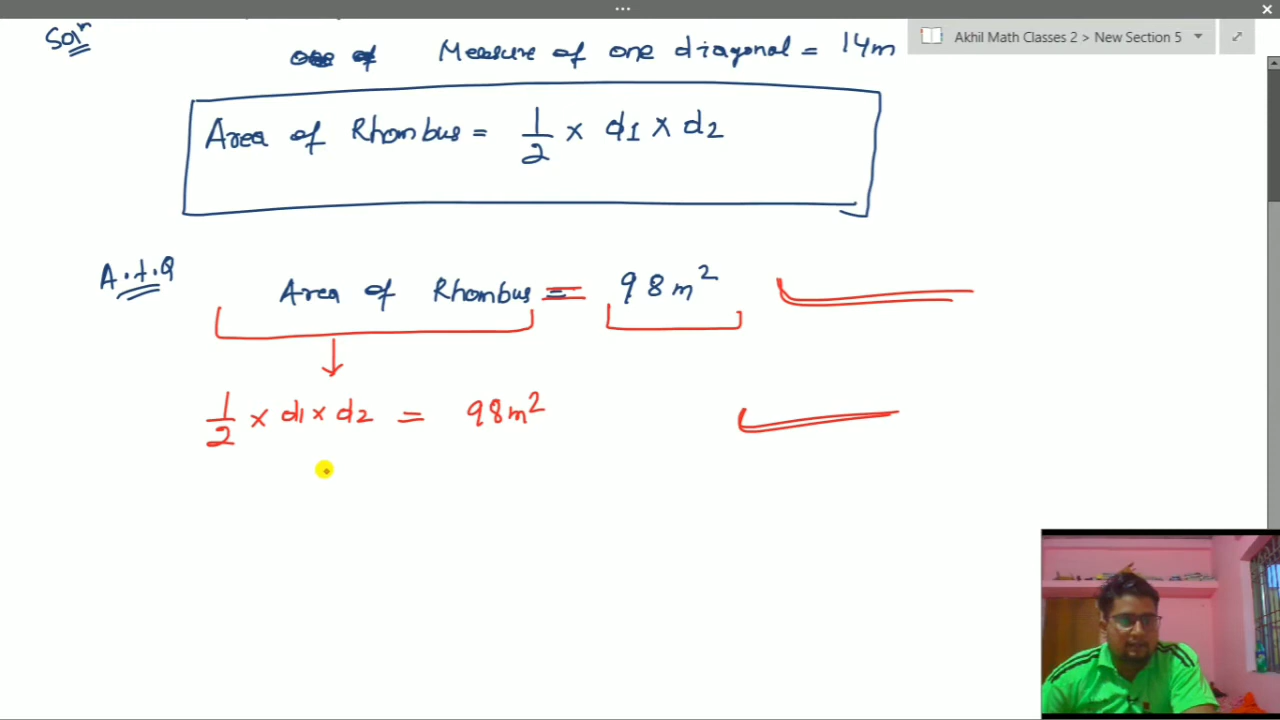 ...
×
Solⁿ
of Measure of one diagonal = 14m
Akhil Math Classes 2 > New Section 5
Area of Rhombus = 1/2 × d1 × d2
A.t.Q
Area of Rhombus = 98m²
1/2 × d1 × d2 = 98m²